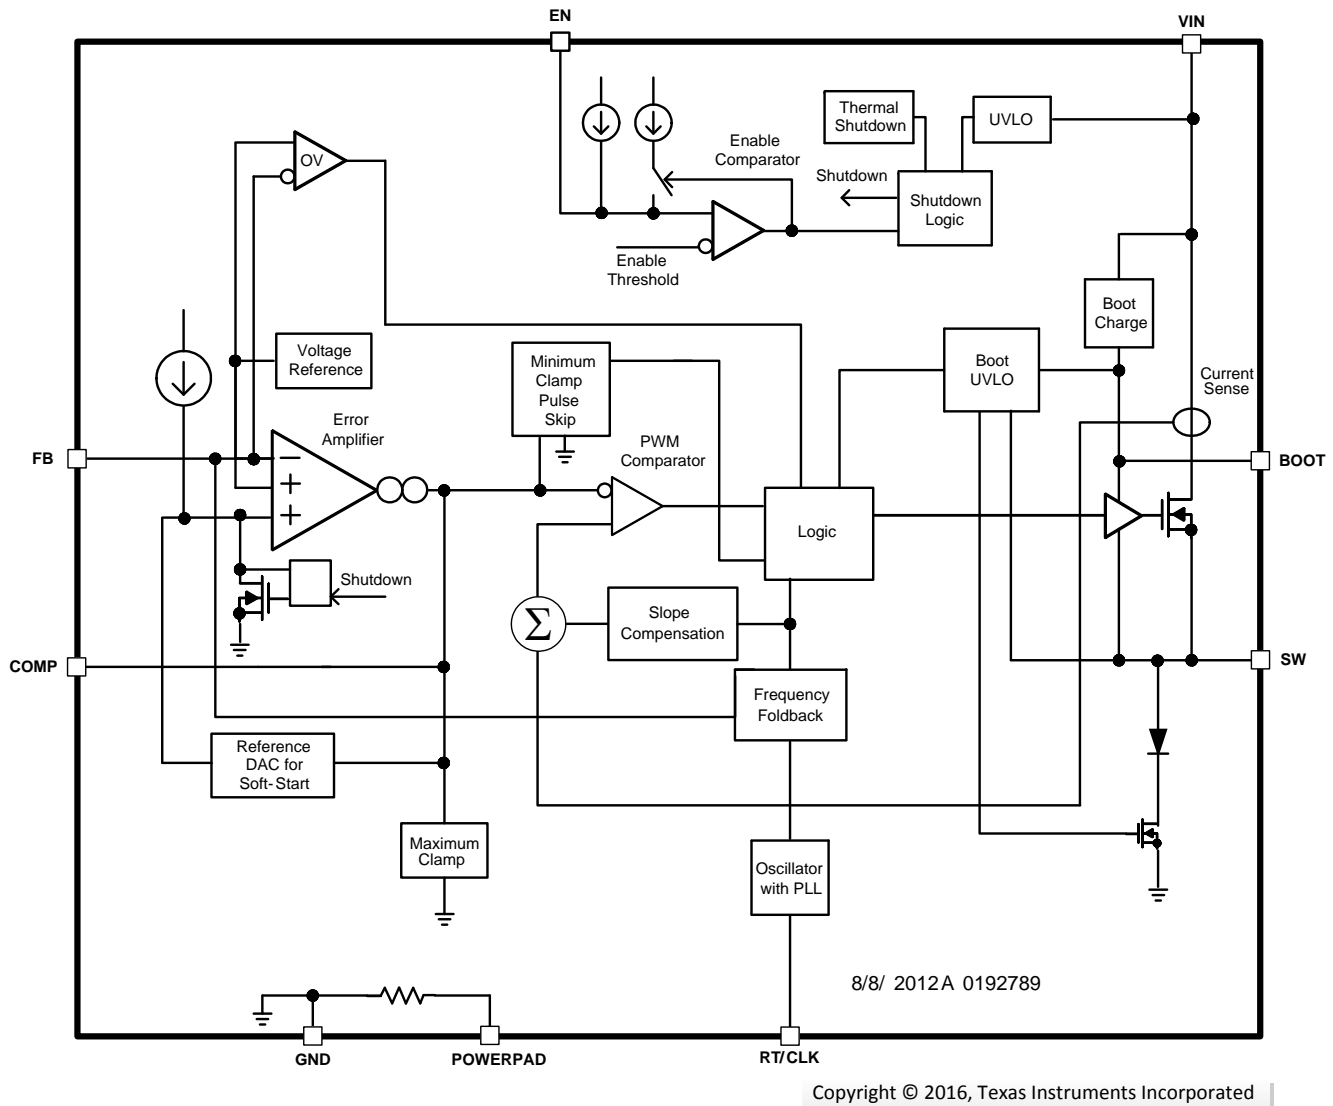 EN
VIN
Thermal
Shutdown
UVLO
OV
Enable
Comparator
Shutdown
Shutdown
Logic
Enable
Threshold
Boot
Charge
Voltage
Reference
Minimum
Clamp
Pulse
Skip
Boot
UVLO
Current
Sense
Error
Amplifier
PWM
Comparator
FB
BOOT
−
+
+
Logic
Shutdown
Σ
Slope
Compensation
COMP
SW
Frequency
Foldback
Reference
DAC for
Soft-Start
Maximum
Clamp
Oscillator
with PLL
8/8/ 2012A 0192789
GND
POWERPAD
RT/CLK
Copyright © 2016, Texas Instruments Incorporated